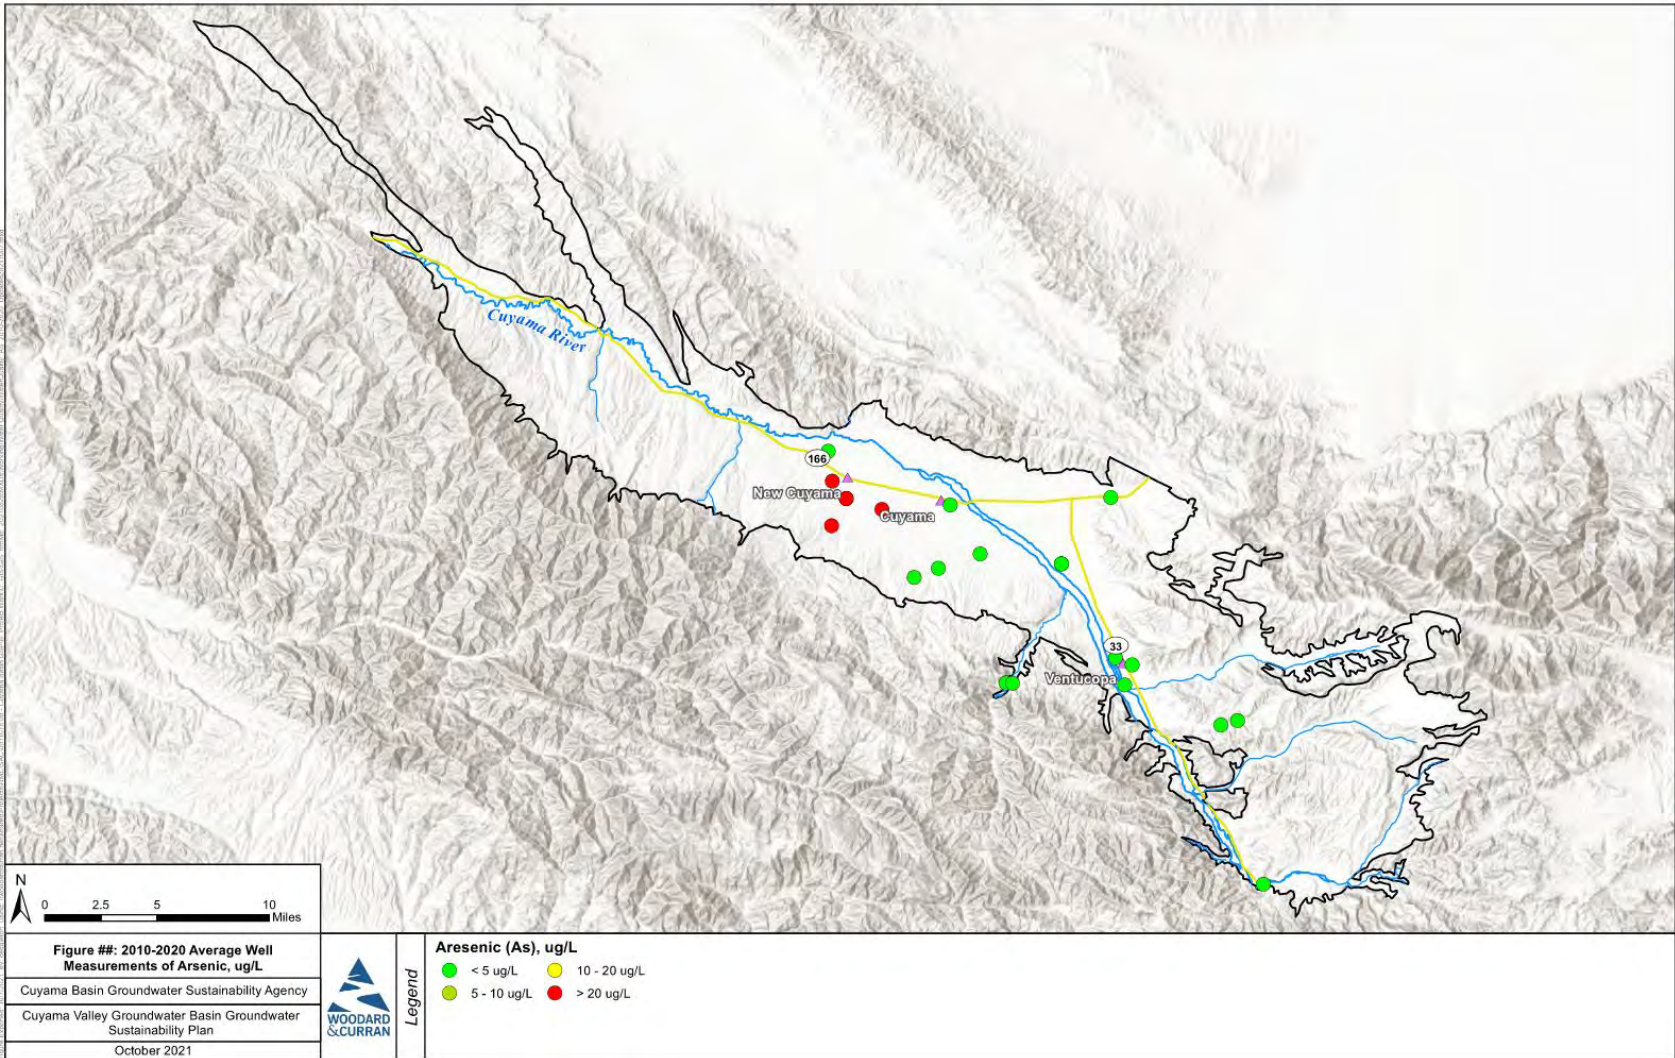 Cuyama River
166
New Cuyama
Cuyama
33
Ventucopa
N
0 2.5 5 10
Miles
Figure ##: 2010-2020 Average Well
Measurements of Arsenic, ug/L
Cuyama Basin Groundwater Sustainability Agency
Cuyama Valley Groundwater Basin Groundwater
Sustainability Plan
October 2021
WOODARD
&CURRAN
Legend
Aresenic (As), ug/L
< 5 ug/L
10 - 20 ug/L
5 - 10 ug/L
> 20 ug/L